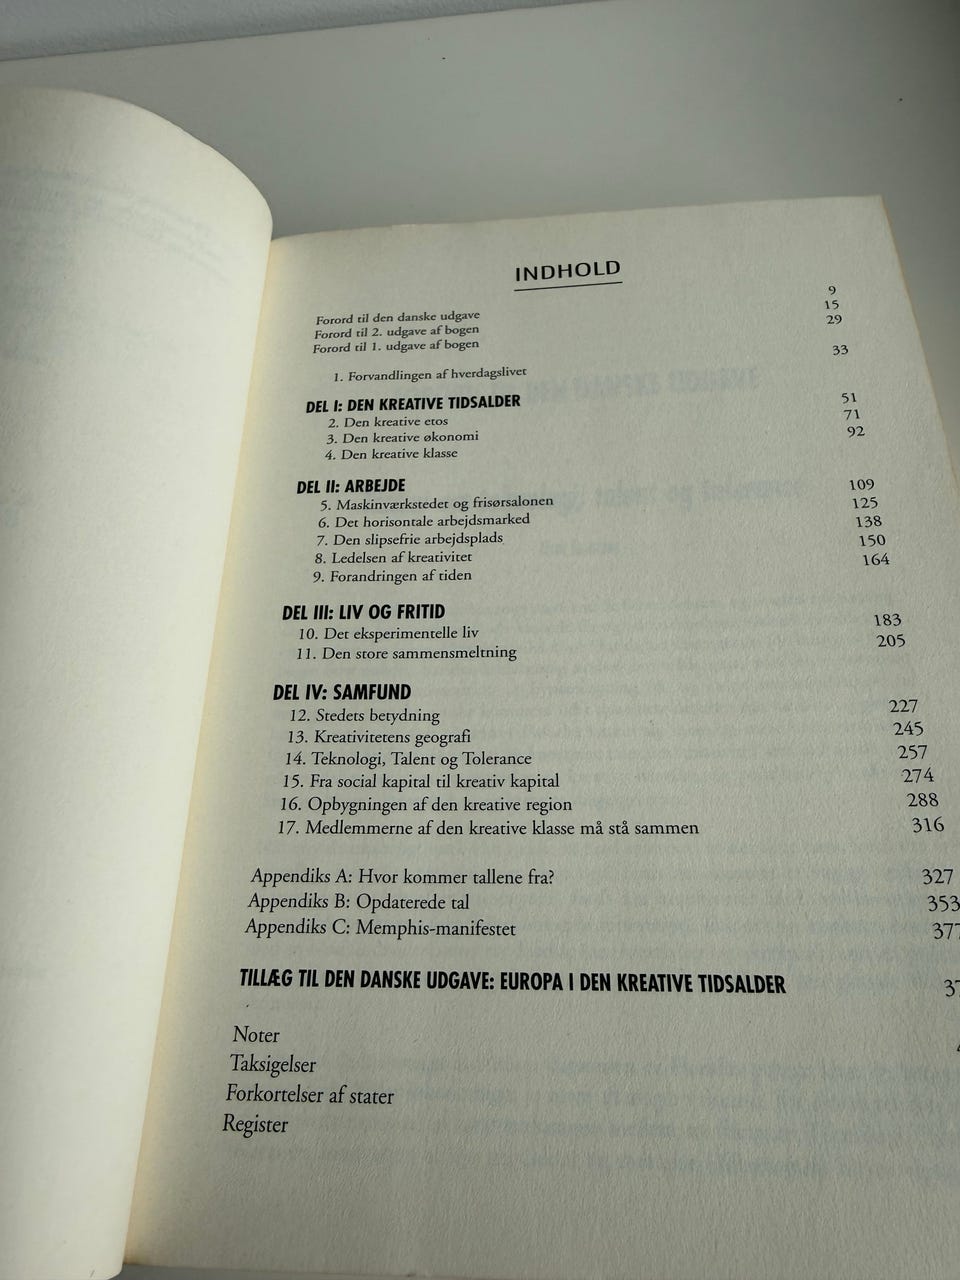 INDHOLD
Forord til den danske udgave 9
Forord til 2. udgave af bogen 15
Forord til 1. udgave af bogen 29
1. Forvandlingen af hverdagslivet 33
DEL I: DEN KREATIVE TIDSALDER
2. Den kreative etos 51
3. Den kreative økonomi 71
4. Den kreative klasse 92
DEL II: ARBEJDE
5. Maskinværkstedet og frisørsalonen 109
6. Det horisontale arbejdsmarked 125
7. Den slipsefrie arbejdsplads 138
8. Ledelsen af kreativitet 150
9. Forandringen af tiden 164
DEL III: LIV OG FRITID
10. Det eksperimentelle liv 183
11. Den store sammensmeltning 205
DEL IV: SAMFUND
12. Stedets betydning 227
13. Kreativitetens geografi 245
14. Teknologi, Talent og Tolerance 257
15. Fra social kapital til kreativ kapital 274
16. Opbygningen af den kreative region 288
17. Medlemmerne af den kreative klasse må stå sammen 316
Appendiks A: Hvor kommer tallene fra? 327
Appendiks B: Opdaterede tal 353
Appendiks C: Memphis-manifestet 377
TILLÆG TIL DEN DANSKE UDGAVE: EUROPA I DEN KREATIVE TIDSALDER
Noter
Taksigelser
Forkortelser af stater
Register